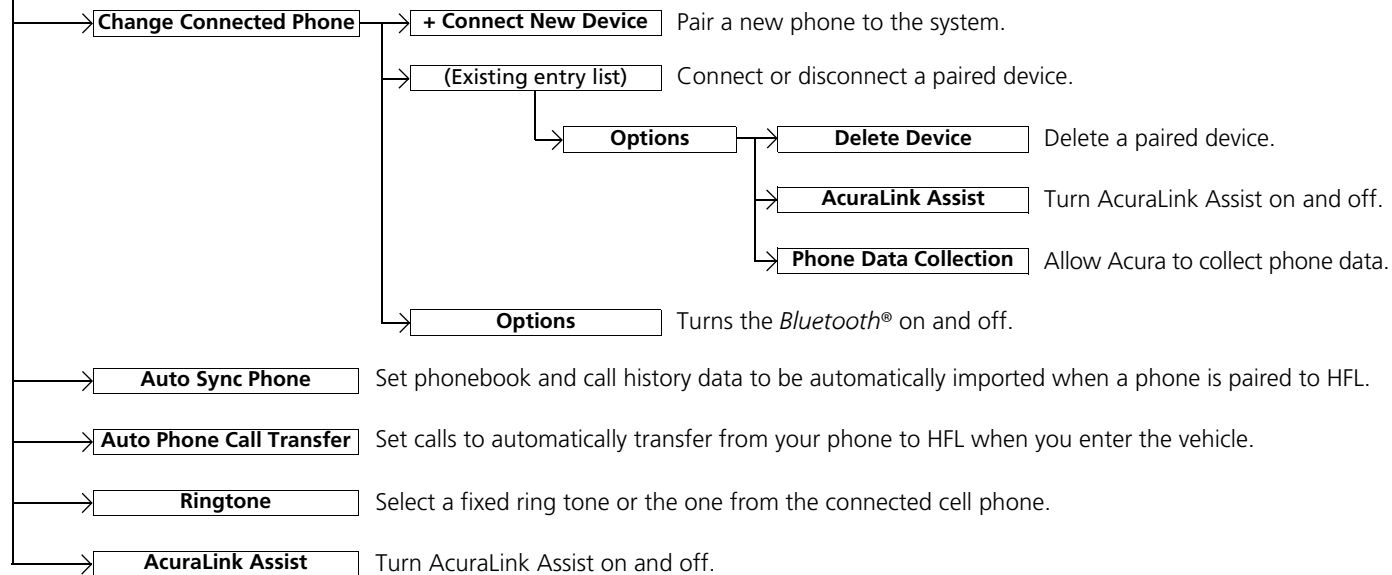 Change Connected Phone + Connect New Device Pair a new phone to the system.
(Existing entry list) Connect or disconnect a paired device.
Options Delete Device Delete a paired device.
AcuraLink Assist Turn AcuraLink Assist on and off.
Phone Data Collection Allow Acura to collect phone data.
Options Turns the Bluetooth® on and off.
Auto Sync Phone Set phonebook and call history data to be automatically imported when a phone is paired to HFL.
Auto Phone Call Transfer Set calls to automatically transfer from your phone to HFL when you enter the vehicle.
Ringtone Select a fixed ring tone or the one from the connected cell phone.
AcuraLink Assist Turn AcuraLink Assist on and off.